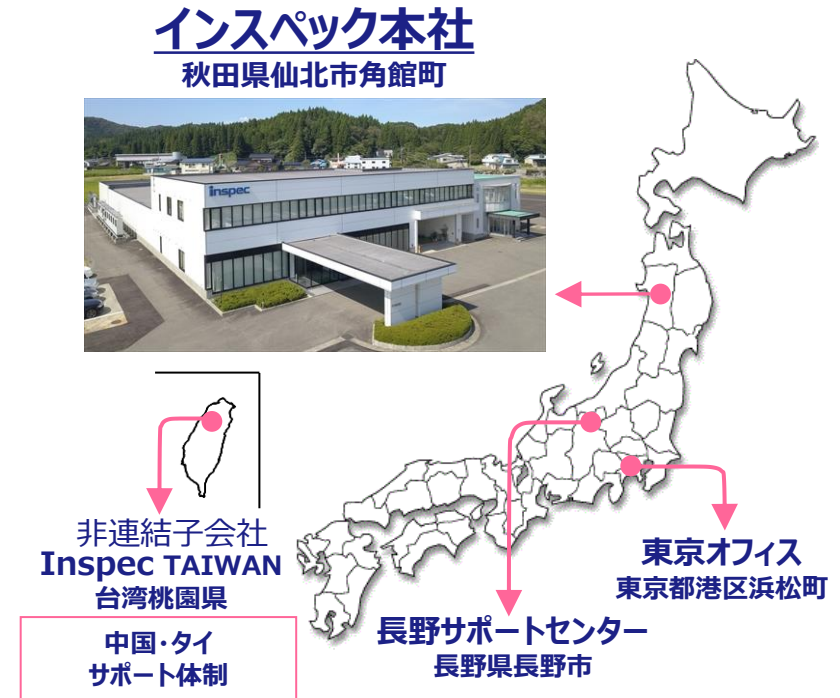 インスペック本社
秋田県仙北市角館町
inspec
非連結子会社
Inspec TAIWAN
台湾桃園県
中国・タイ
サポート体制
長野サポートセンター
長野県長野市
東京オフィス
東京都港区浜松町